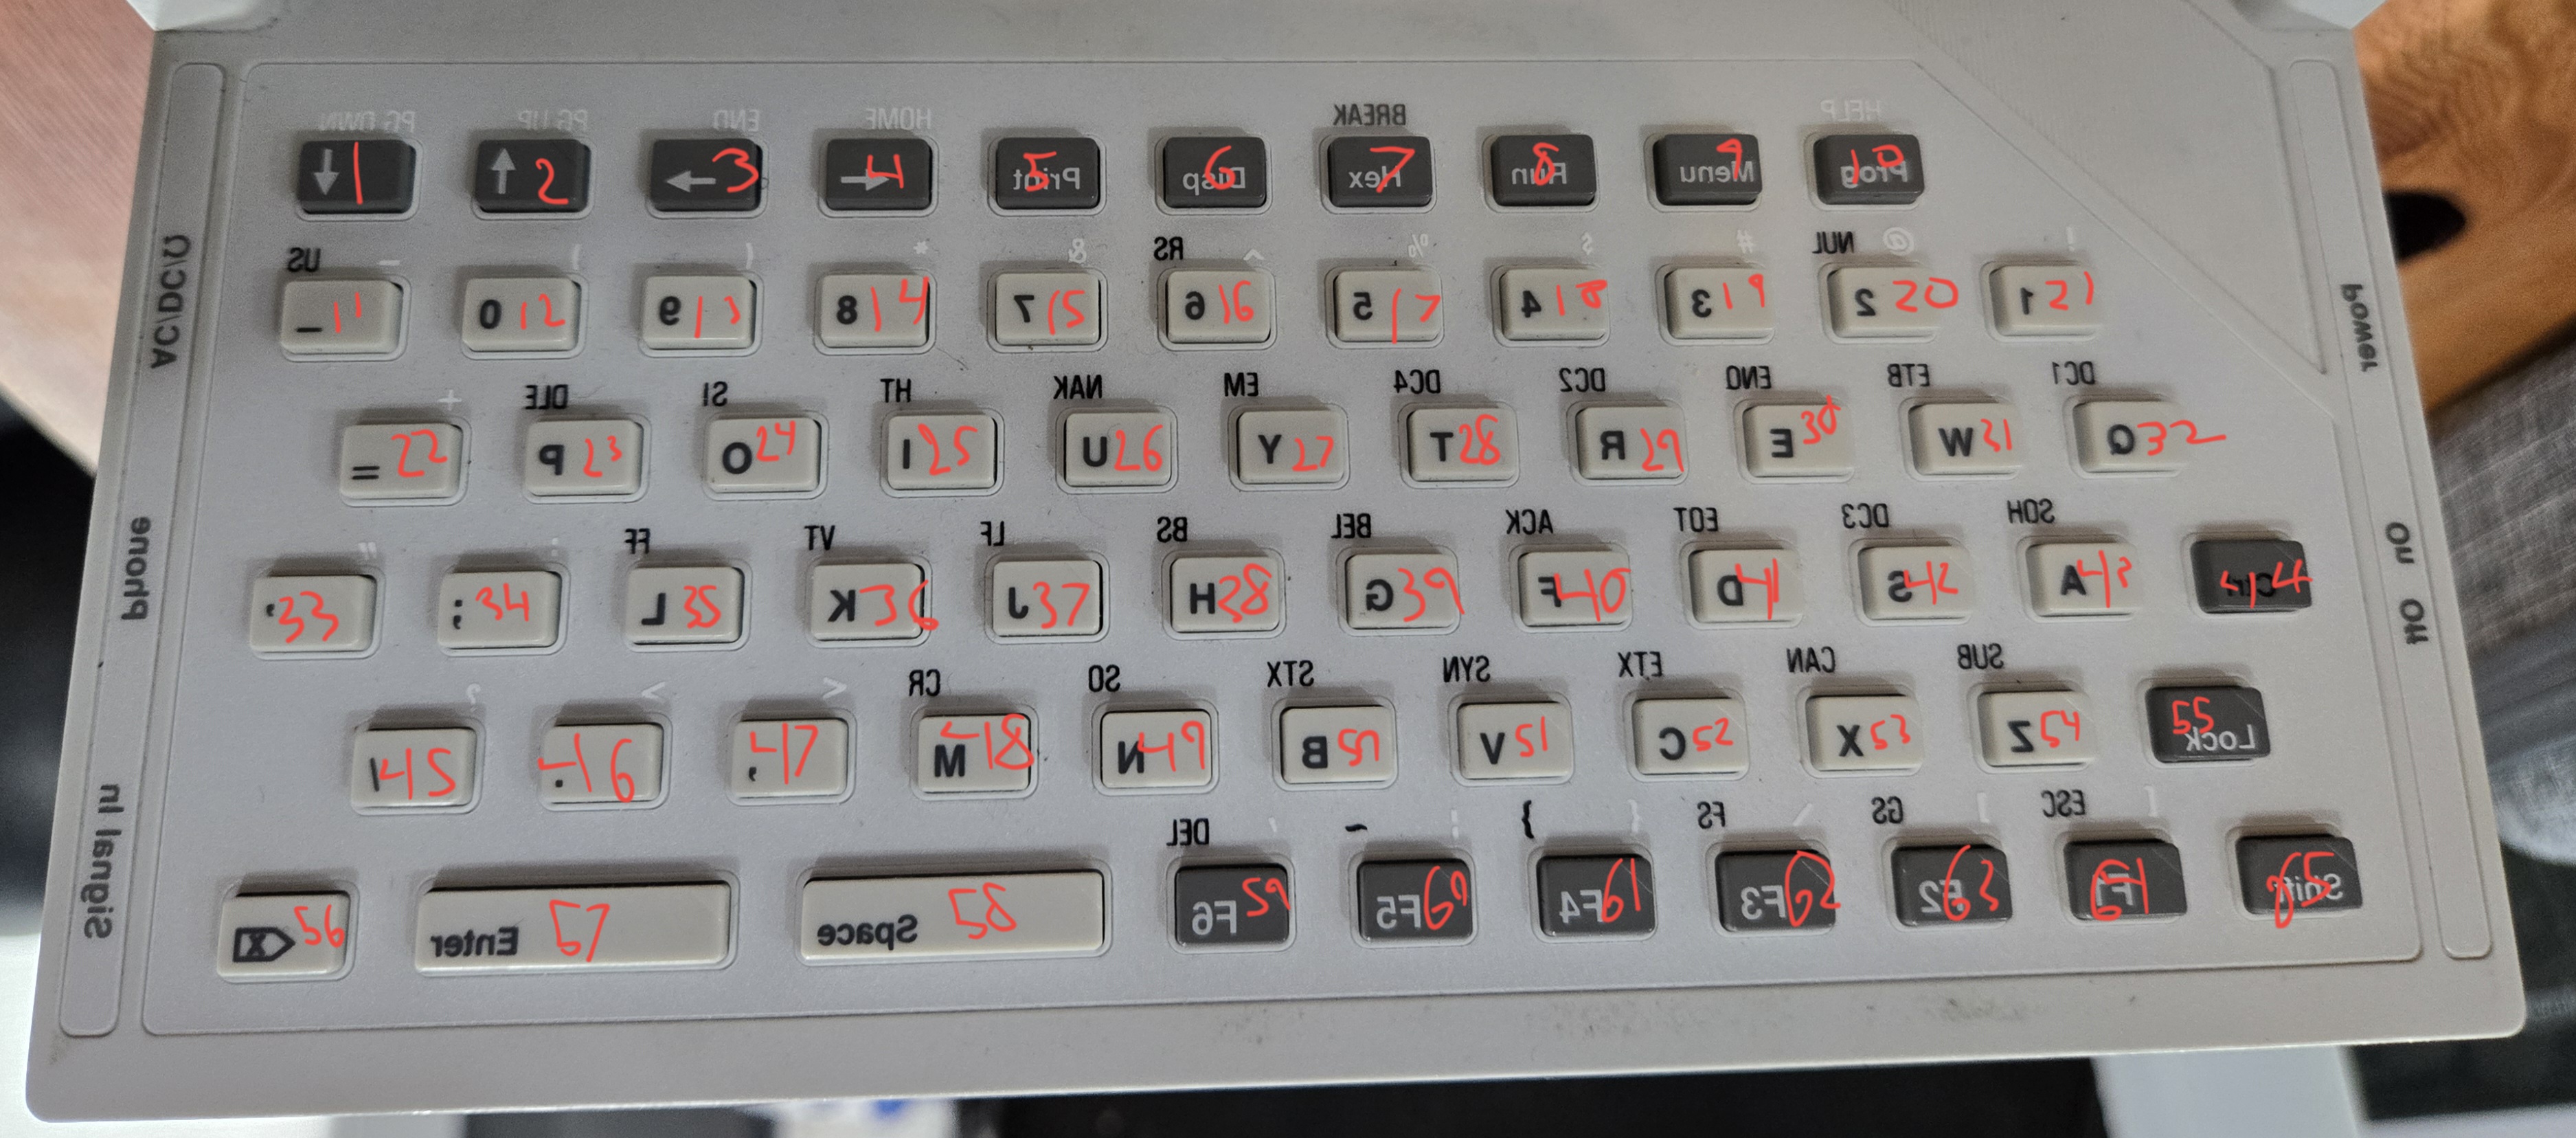 PG DWN PG UP END HOME BREAK HELP
↓ 1 ↑ 2 ← 3 → 4 Print 5 Disp 6 Hex 7 Run 8 Menu 9 Prog 10
US _ ) ( * & RS ^ % $ # NUL @ !
- 11 0 12 9 13 8 14 7 15 6 16 5 17 4 18 3 19 2 20 1 21
+ DLE SI HT NAK EM DC4 DC2 ENQ ETB DC1
= 22 P 23 O 24 I 25 U 26 Y 27 T 28 R 29 E 30 W 31 Q 32
" : FF VT LF BS BEL ACK EOT DC3 SOH
' 33 ; 34 L 35 K 36 J 37 H 38 G 39 F 40 D 41 S 42 A 43 Ctrl 44
? > < CR SO STX SYN ETX CAN SUB
/ 45 . 46 , 47 M 48 N 49 B 50 V 51 C 52 X 53 Z 54 Lock 55
DEL ~ } { FS \ GS ] ESC [
X 56 Enter 57 Space 58 F6 59 F5 60 F4 61 F3 62 F2 63 F1 64 Shift 65
AC/DC/Ω
Phone
Signal In
Power
On
Off